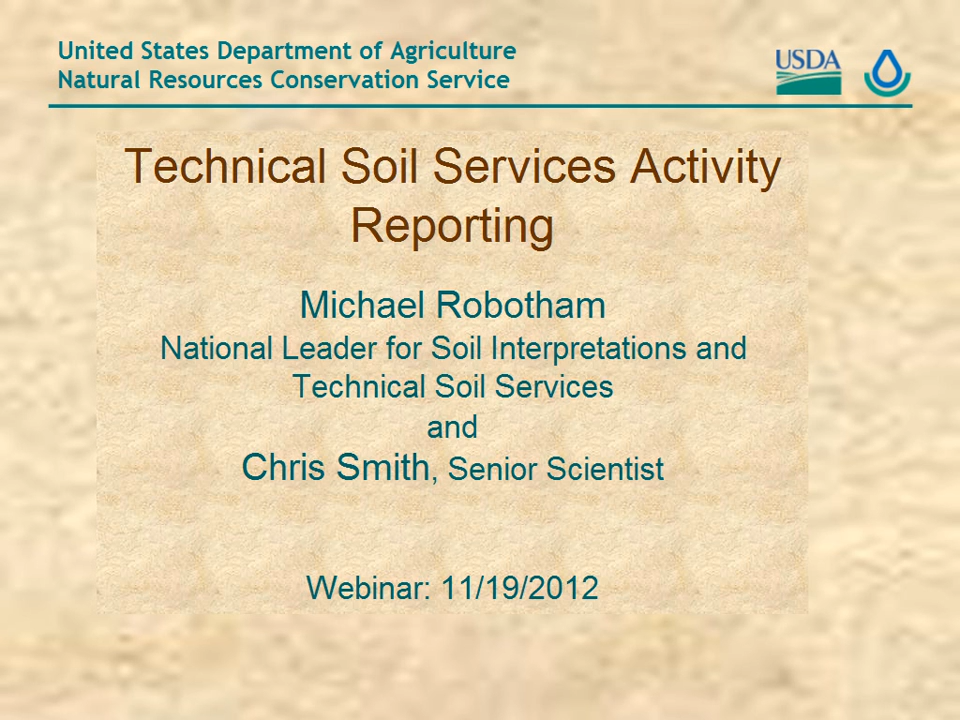 United States Department of Agriculture
Natural Resources Conservation Service
USDA
Technical Soil Services Activity
Reporting
Michael Robotham
National Leader for Soil Interpretations and
Technical Soil Services
and
Chris Smith, Senior Scientist
Webinar: 11/19/2012